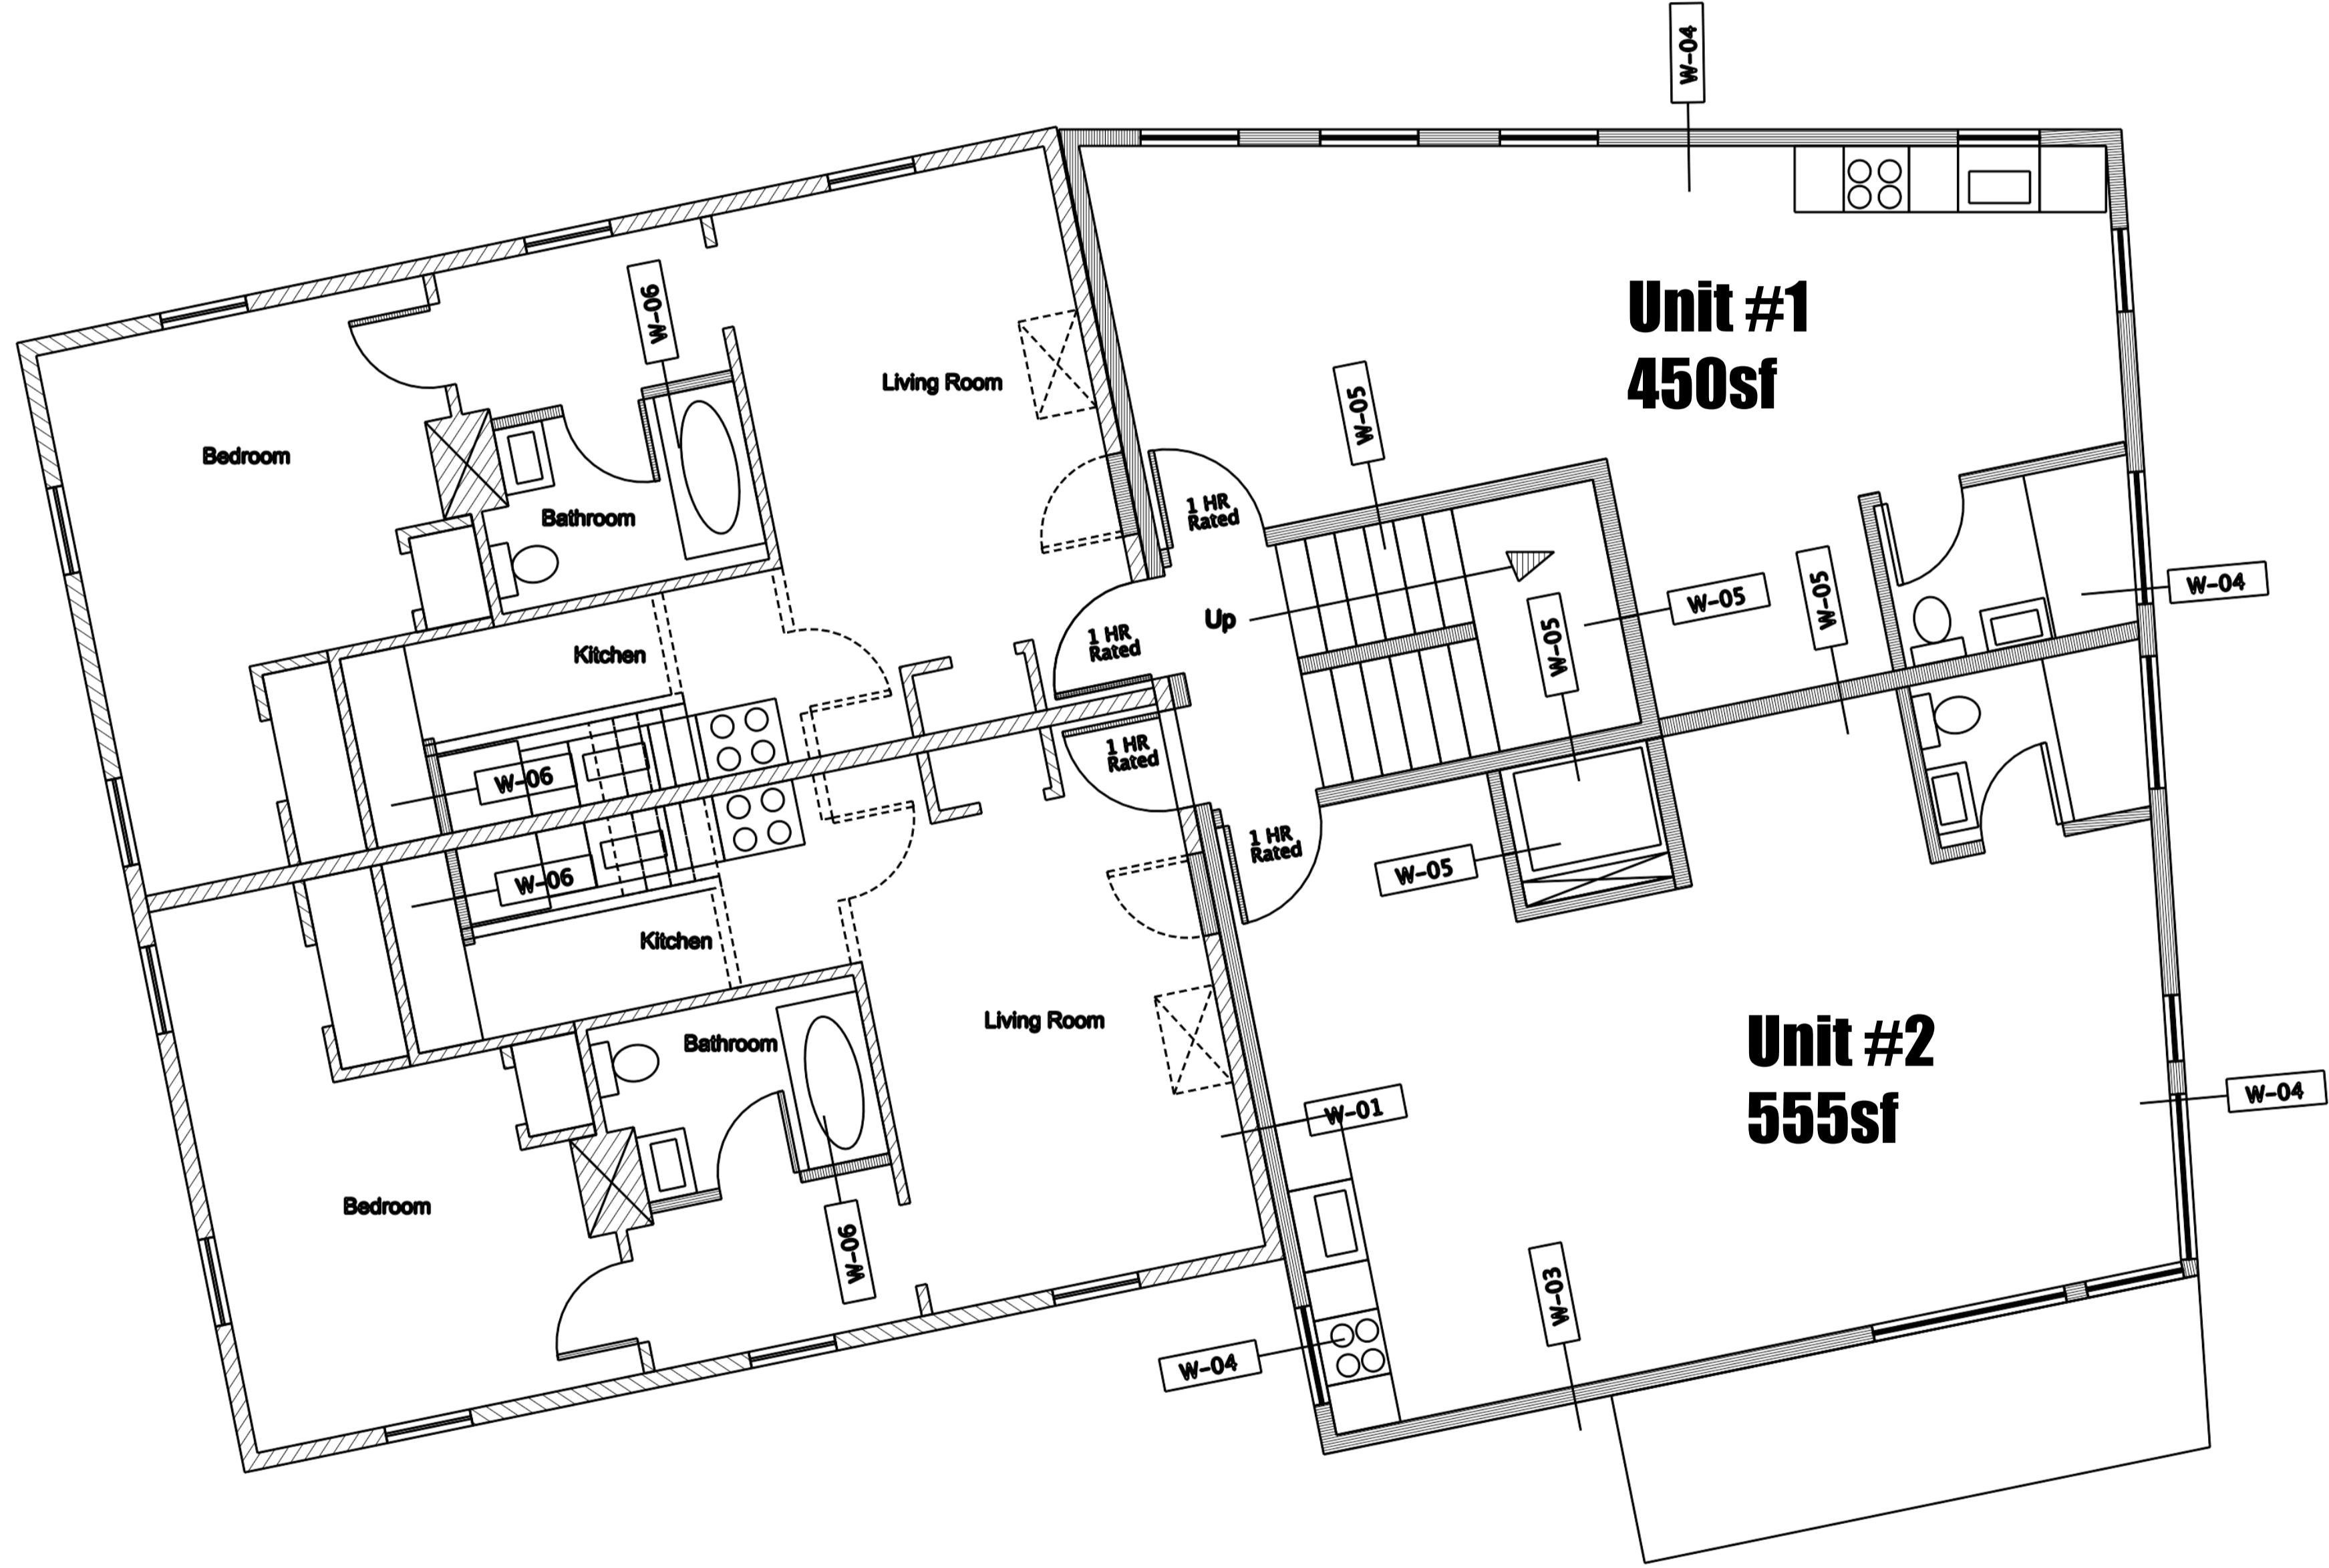 W-04
Unit #1
450sf
W-06
Living Room
W-05
Bedroom
1 HR
Rated
Bathroom
W-04
W-05
W-05
Up
1 HR
Rated
W-05
Kitchen
1 HR
Rated
W-06
1 HR
Rated
W-05
W-06
Kitchen
Living Room
Bathroom
Unit #2
555sf
W-04
W-01
Bedroom
W-06
W-03
W-04